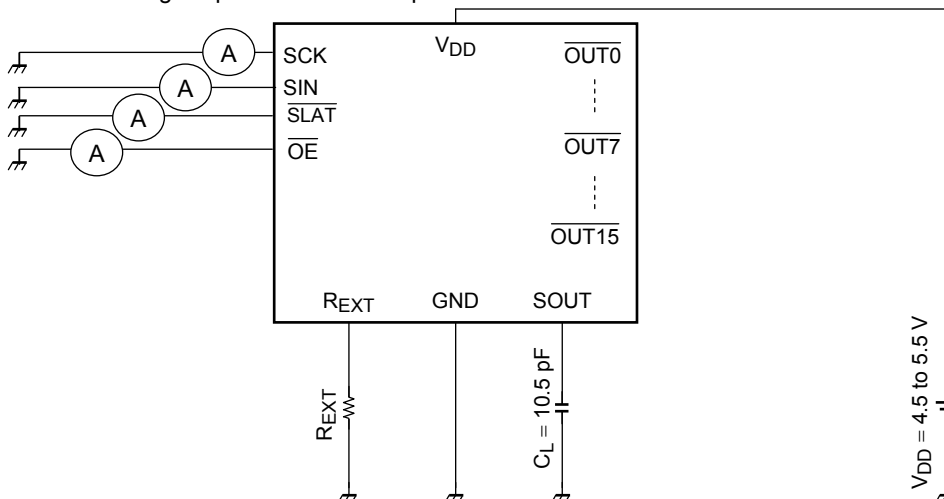 A
SCK
A
SIN
A
SLAT
A
OE
VDD
OUT0
OUT7
OUT15
REXT
GND
SOUT
REXT
CL = 10.5 pF
VDD = 4.5 to 5.5 V